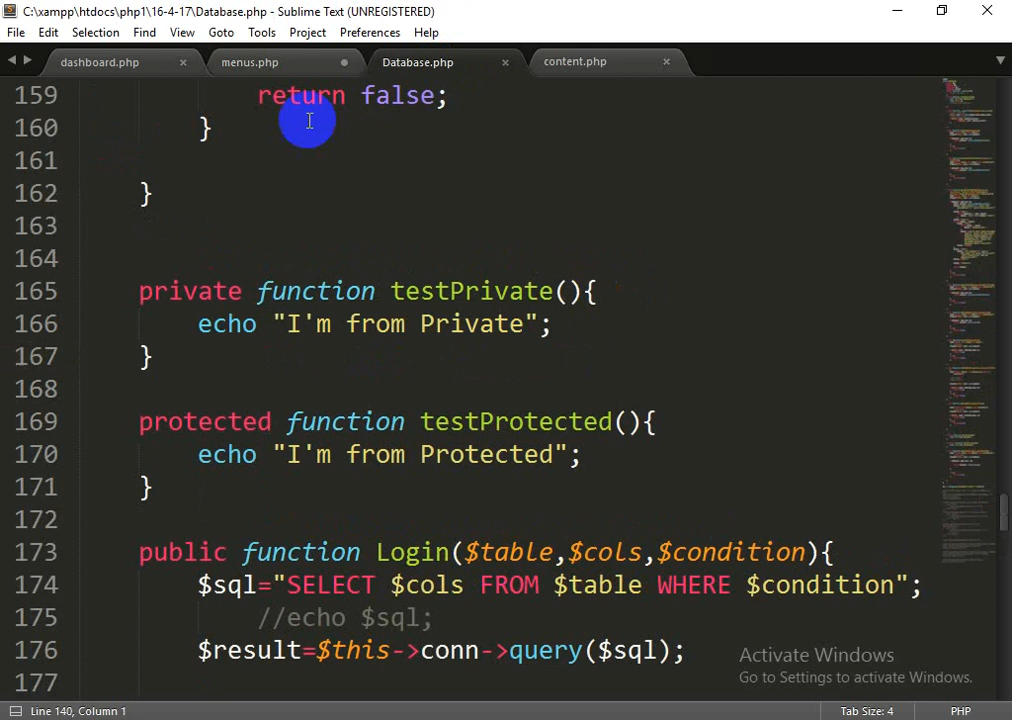 C:\xampp\htdocs\php1\16-4-17\Database.php - Sublime Text (UNREGISTERED)
File Edit Selection Find View Goto Tools Project Preferences Help
dashboard.php menus.php Database.php content.php
159 return false;
160 }
161
162 }
163
164
165 private function testPrivate(){
166 echo "I'm from Private";
167 }
168
169 protected function testProtected(){
170 echo "I'm from Protected";
171 }
172
173 public function Login($table,$cols,$condition){
174 $sql="SELECT $cols FROM $table WHERE $condition";
175 //echo $sql;
176 $result=$this->conn->query($sql);
177
Activate Windows
Go to Settings to activate Windows.
Line 140, Column 1 Tab Size: 4 PHP